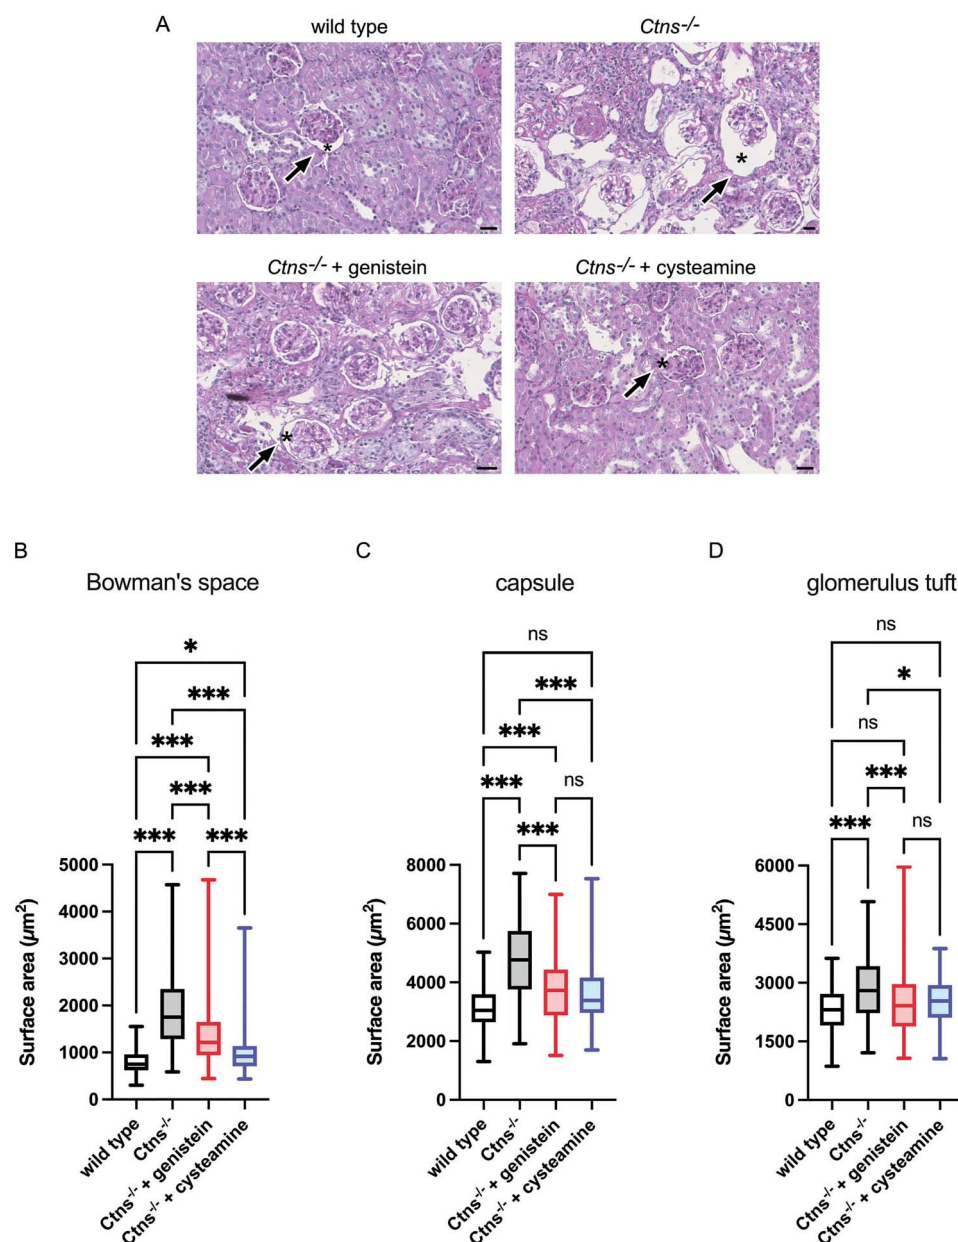 A
wild type
Ctns-/-
*
*
Ctns-/- + genistein
Ctns-/- + cysteamine
*
*
B
C
D
Bowman's space
capsule
glomerulus tuft
*
***
***
***
***
***
5000
4000
3000
2000
1000
0
Surface area (µm²)
wild type
Ctns-/-
Ctns-/- + genistein
Ctns-/- + cysteamine
ns
***
***
ns
***
***
8000
6000
4000
2000
0
Surface area (µm²)
wild type
Ctns-/-
Ctns-/- + genistein
Ctns-/- + cysteamine
ns
*
ns
***
***
ns
6000
4500
3000
1500
0
Surface area (µm²)
wild type
Ctns-/-
Ctns-/- + genistein
Ctns-/- + cysteamine